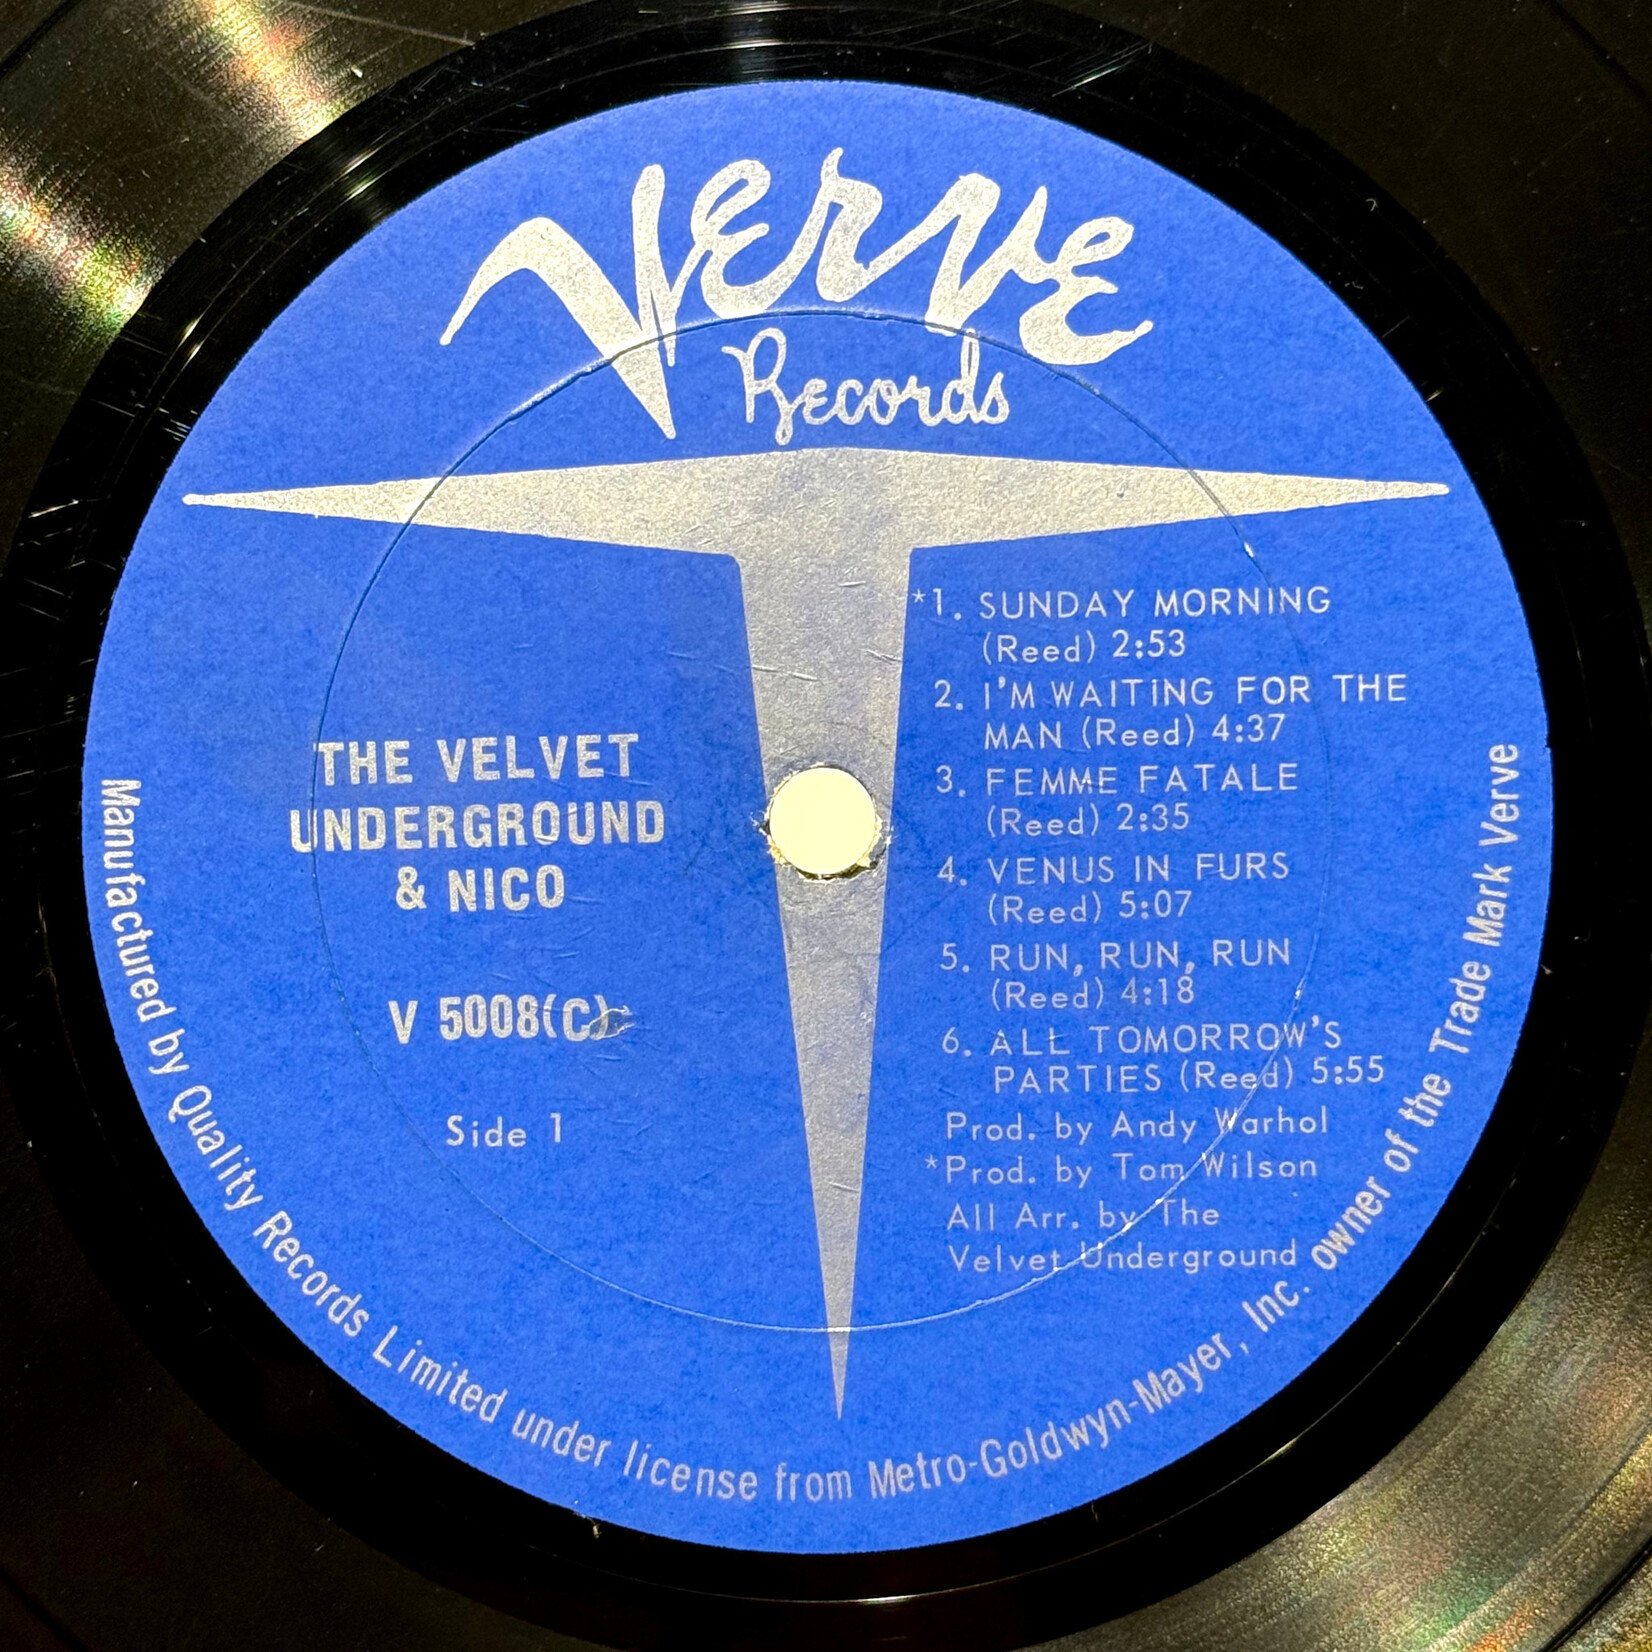 Verve
Records
THE VELVET
UNDERGROUND
& NICO
V 5008(C)
Side 1
*1. SUNDAY MORNING
(Reed) 2:53
2. I'M WAITING FOR THE
MAN (Reed) 4:37
3. FEMME FATALE
(Reed) 2:35
4. VENUS IN FURS
(Reed) 5:07
5. RUN, RUN, RUN
(Reed) 4:18
6. ALL TOMORROW'S
PARTIES (Reed) 5:55
Prod. by Andy Warhol
*Prod. by Tom Wilson
All Arr. by The
Velvet Underground
Manufactured by Quality Records Limited under license from Metro-Goldwyn-Mayer, Inc. owner of the Trade Mark Verve